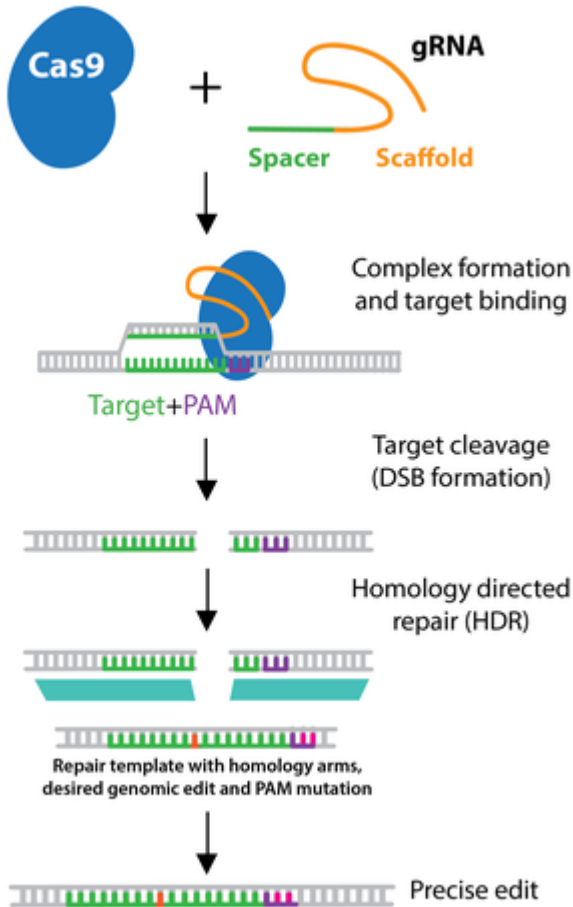 Cas9
+
gRNA
Spacer
Scaffold
Complex formation
and target binding
Target+PAM
Target cleavage
(DSB formation)
Homology directed
repair (HDR)
Repair template with homology arms,
desired genomic edit and PAM mutation
Precise edit